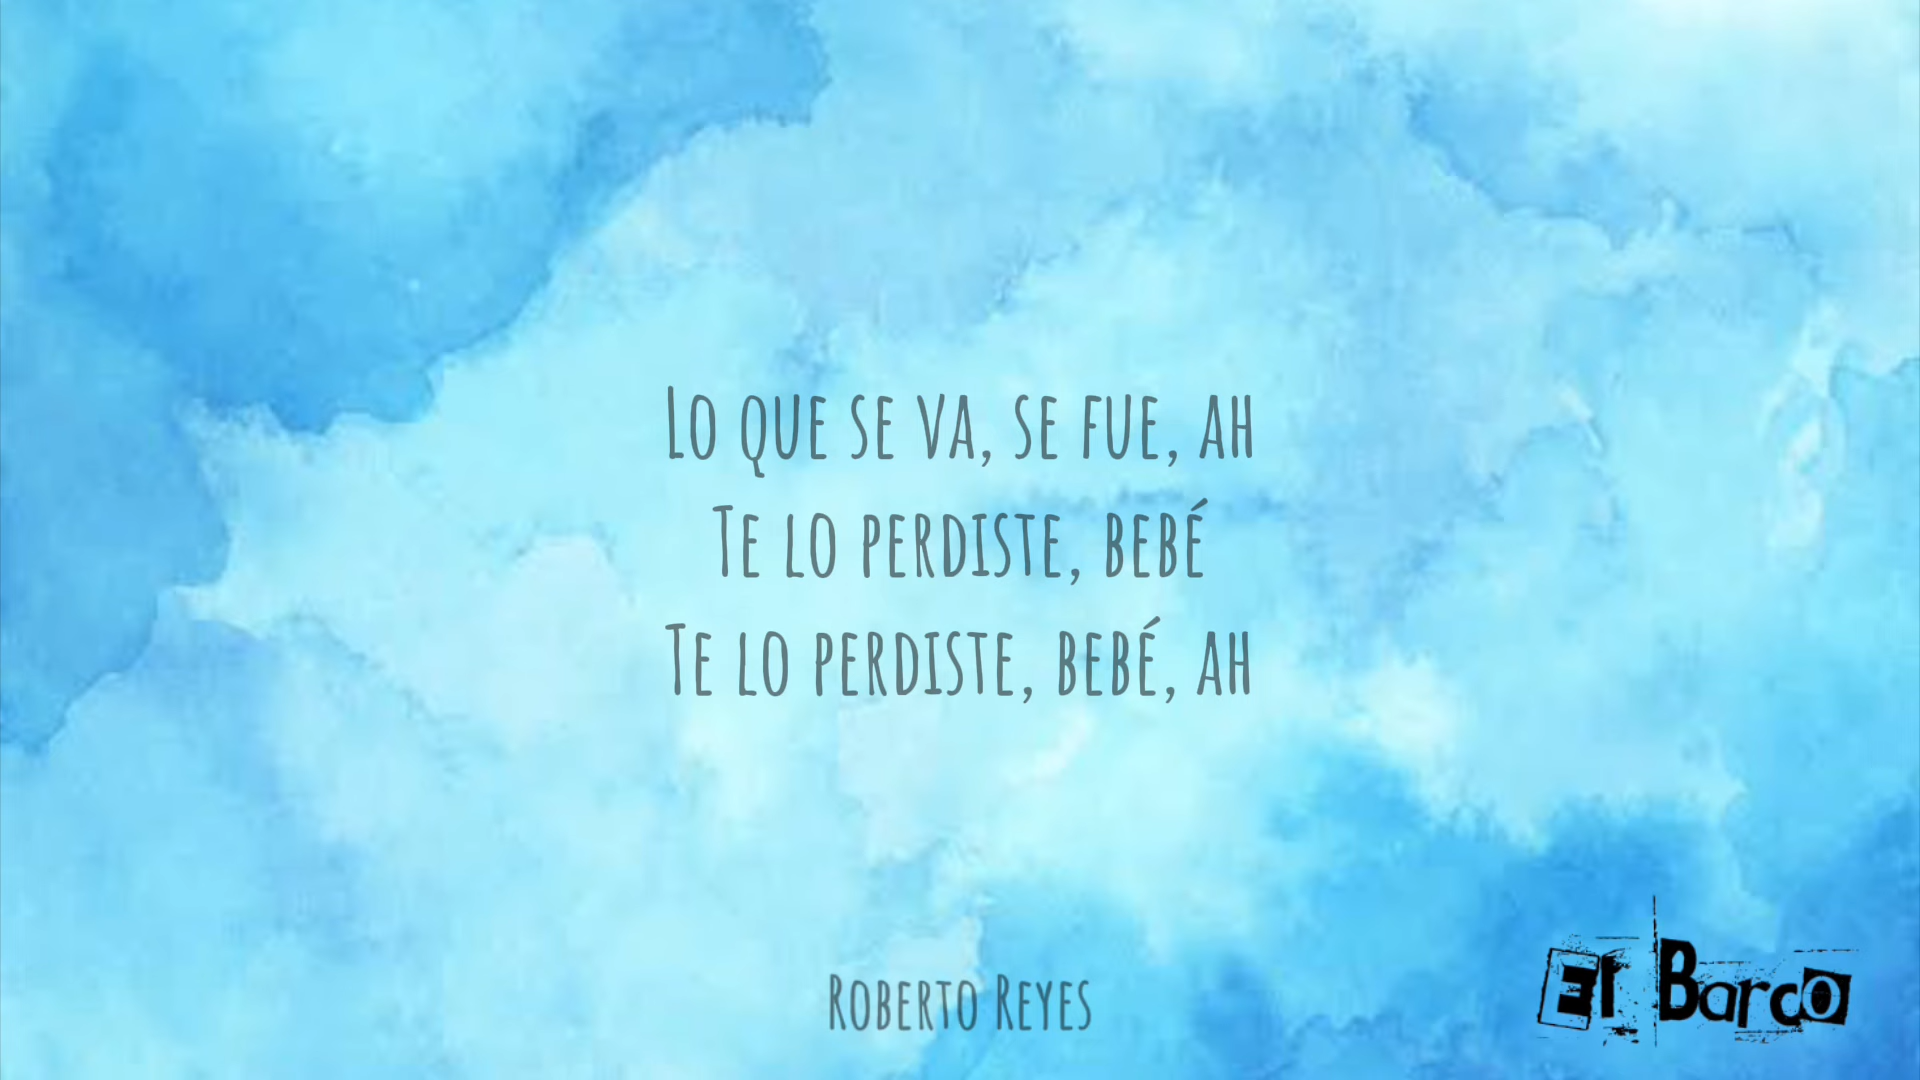 Lo que se va, se fue, ah
Te lo perdiste, bebé
Te lo perdiste, bebé, ah
Roberto Reyes
El Barco